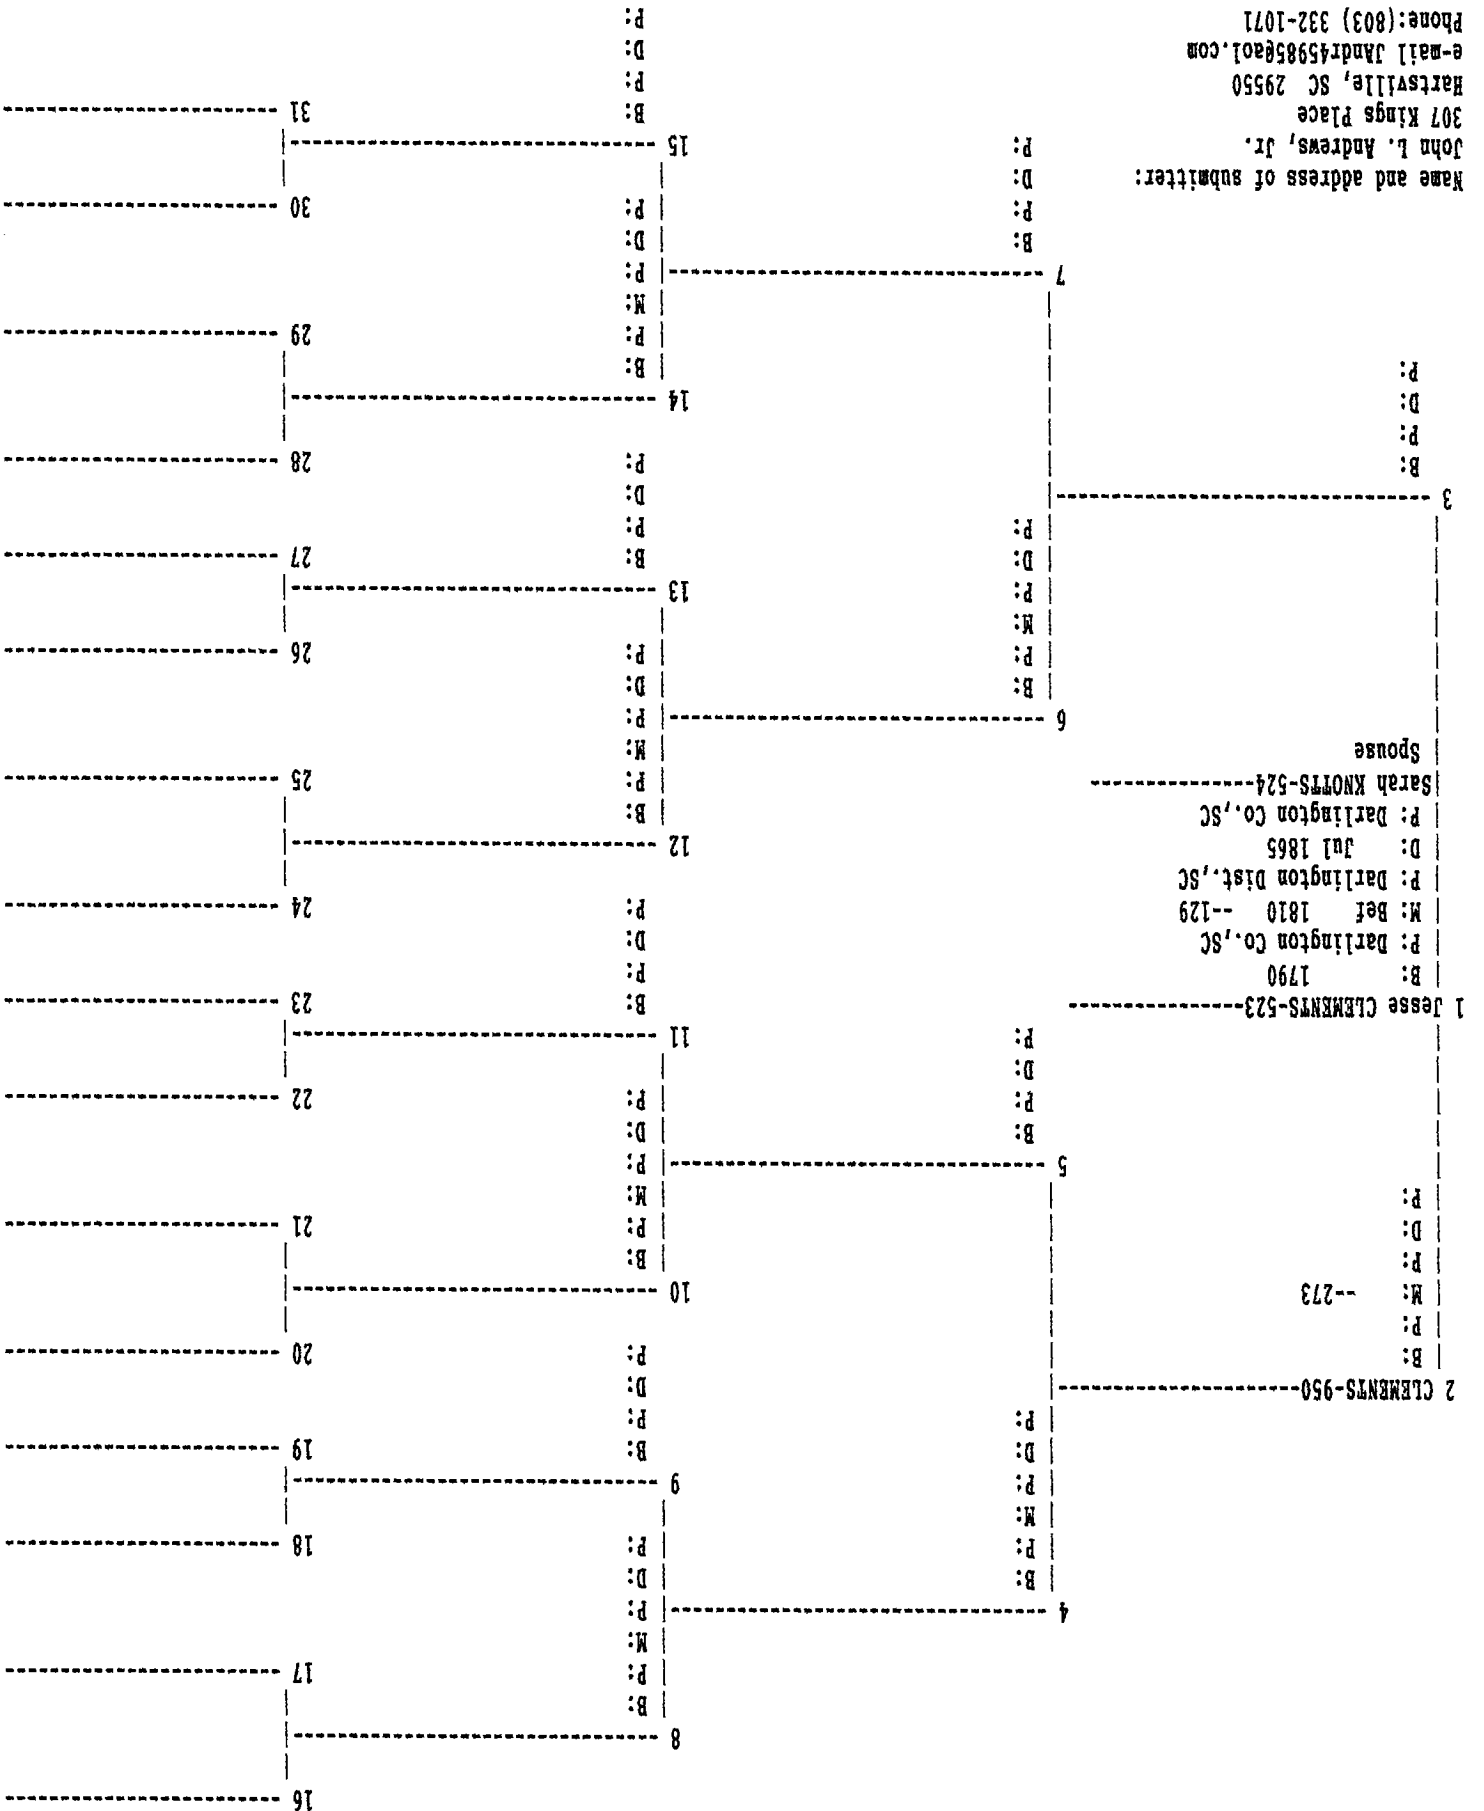 16
8
B:
P: 17
M:
4 P:
B: D:
P: P: 18
M:
P: 9
D: B: 19
P: P:
2 CLEMENTS-950 D:
B: P: 20
P:
M: --273 10
P: B:
D: P: 21
P: M:
5 P:
B: D:
P: P: 22
D:
P: 11
1 Jesse CLEMENTS-523 B: 23
B: 1790 P:
P: Darlington Co.,SC D:
M: Bef 1810 --129 P: 24
P: Darlington Dist.,SC
D: Jul 1865 12
P: Darlington Co.,SC B:
Sarah KNOTTS-524 P: 25
Spouse M:
6 P:
B: D:
P: P: 26
M:
P: 13
D: B: 27
P: P:
3 D:
B: P: 28
P:
D: 14
P: B:
P: 29
M:
7 P:
B: D:
P: P: 30
Name and address of submitter: D:
John L. Andrews, Jr. P: 15
307 Kings Place B: 31
Hartsville, SC 29550 P:
e-mail JAndr45985@aol.com D:
Phone:(803) 332-1071 P: